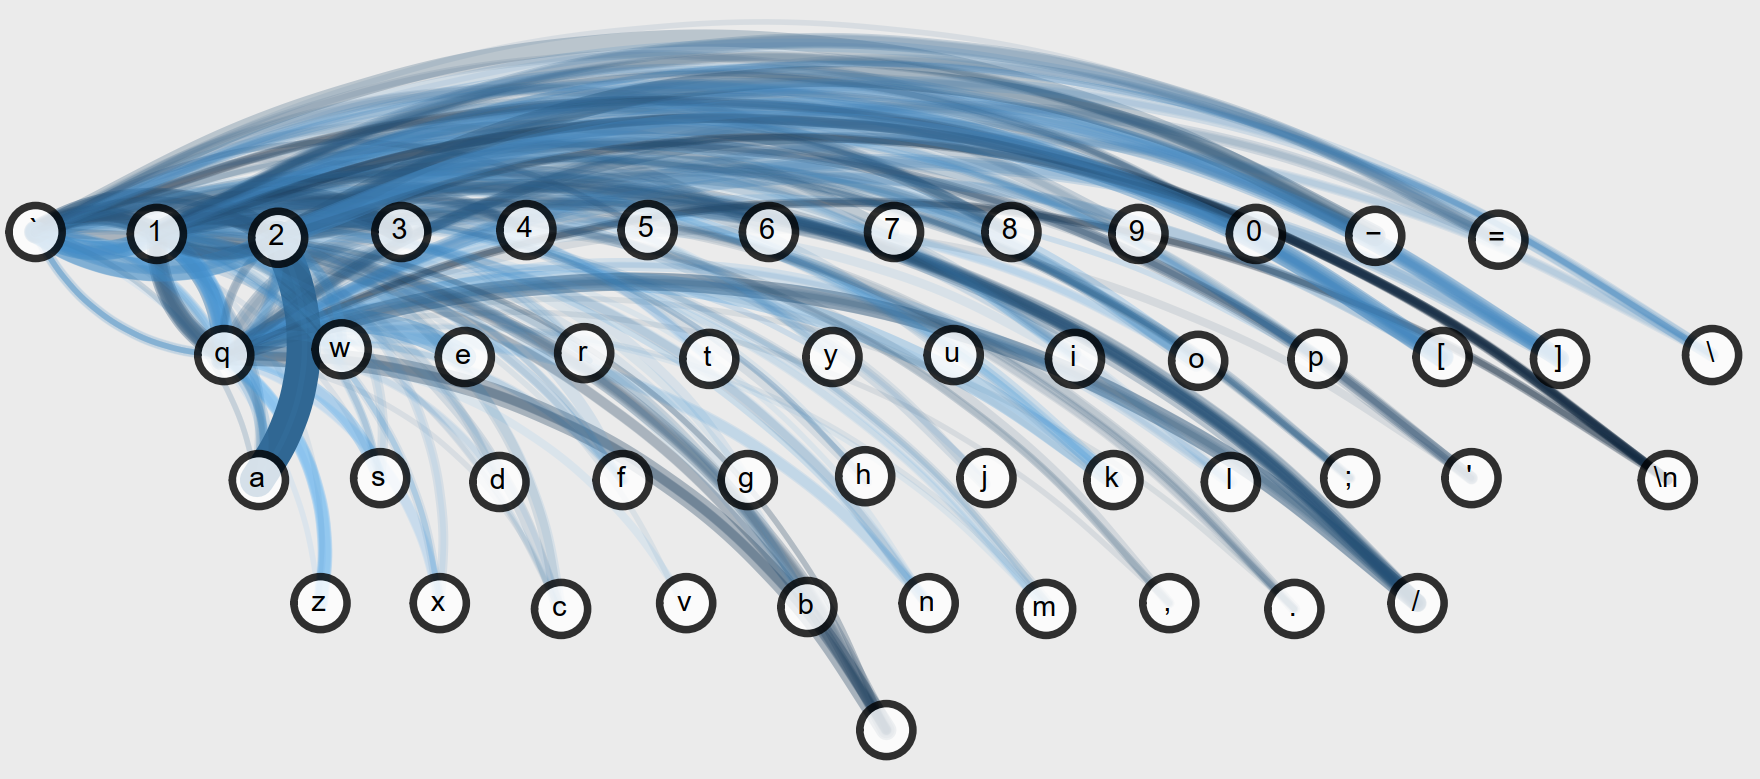 ` 1 2 3 4 5 6 7 8 9 0 − =
q w e r t y u i o p [ ] \
a s d f g h j k l ; ' \n
z x c v b n m , . /